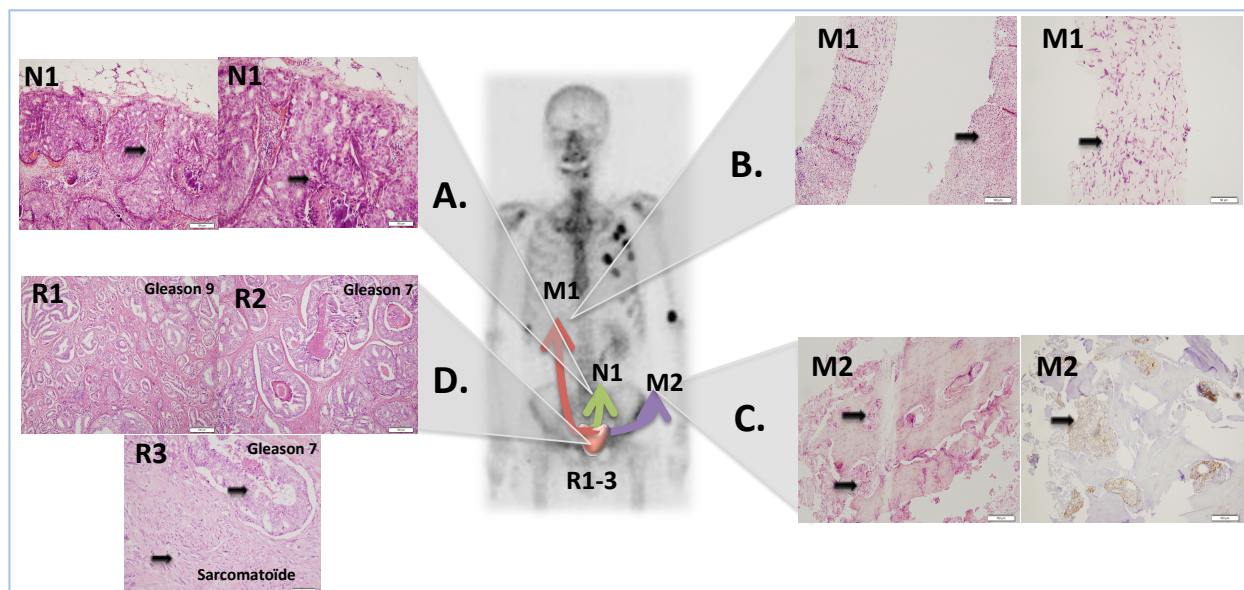 N1
N1
A.
M1
M1
B.
R1
Gleason 9
R2
Gleason 7
D.
R3
Gleason 7
Sarcomatoïde
M1
N1
M2
R1-3
C.
M2
M2